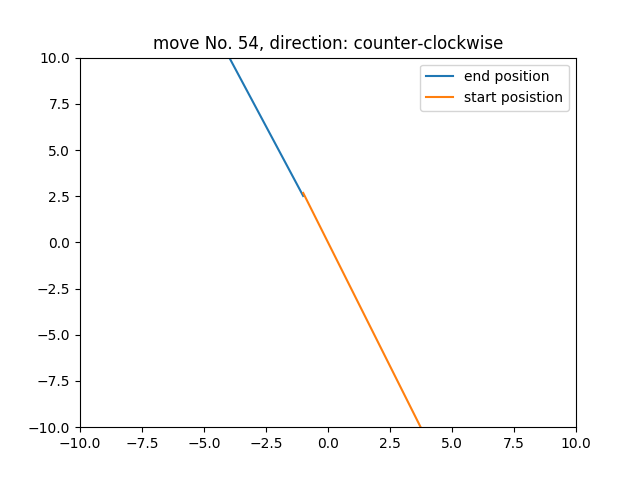 move No. 54, direction: counter-clockwise
10.0
7.5
5.0
2.5
0.0
−2.5
−5.0
−7.5
−10.0
−10.0 −7.5 −5.0 −2.5 0.0 2.5 5.0 7.5 10.0
end position
start posistion